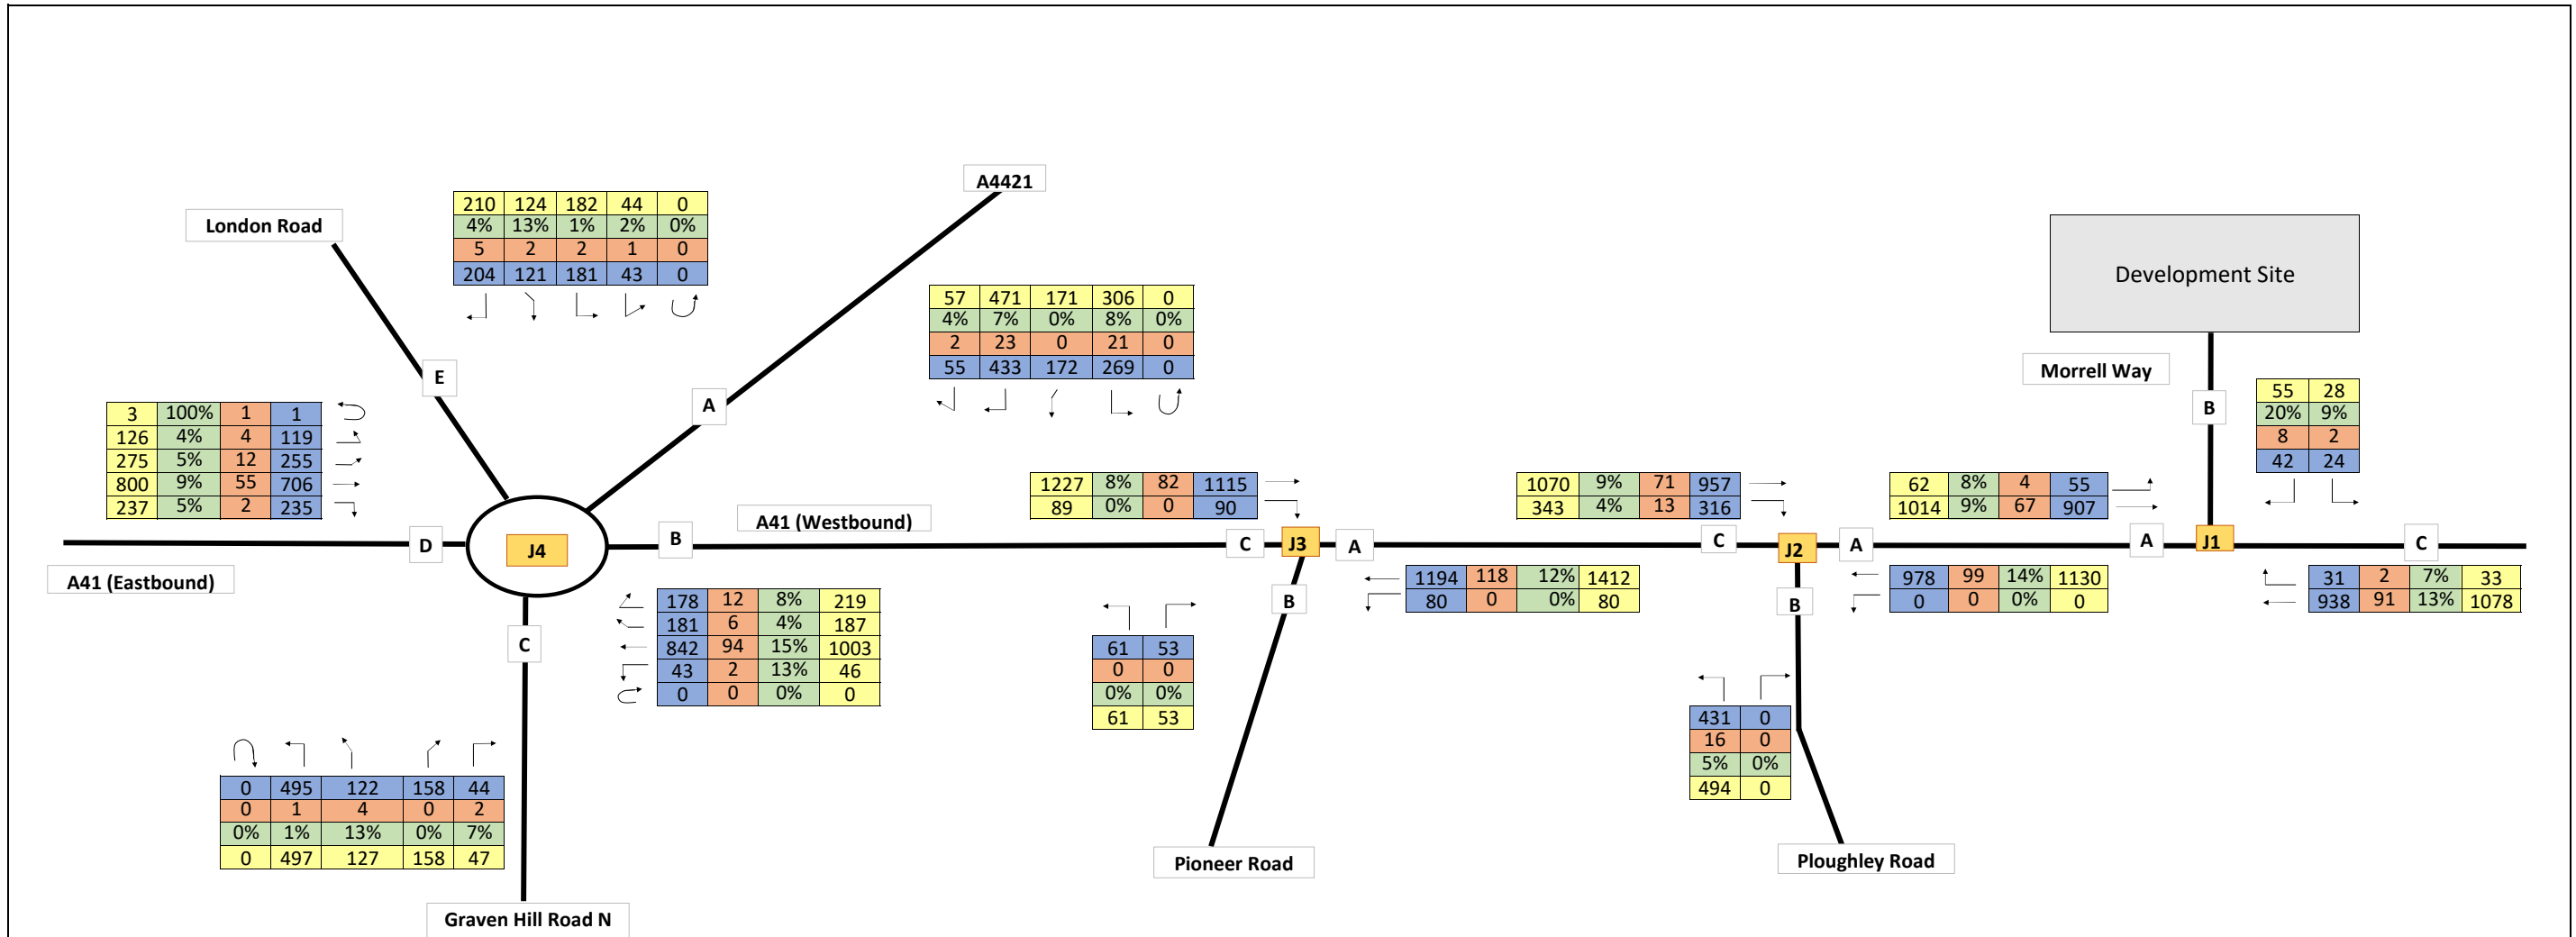 A4421
London Road
210 124 182 44 0
4% 13% 1% 2% 0%
5 2 2 1 0
204 121 181 43 0
Development Site
57 471 171 306 0
4% 7% 0% 8% 0%
2 23 0 21 0
55 433 172 269 0
Morrell Way
E
A
B
55 28
20% 9%
8 2
42 24
3 100% 1 1
126 4% 4 119
275 5% 12 255
800 9% 55 706
237 5% 2 235
1227 8% 82 1115
89 0% 0 90
1070 9% 71 957
343 4% 13 316
62 8% 4 55
1014 9% 67 907
A41 (Westbound)
D
J4
B
C
J3
A
C
J2
A
A
J1
C
A41 (Eastbound)
1194 118 12% 1412
80 0 0% 80
978 99 14% 1130
0 0 0% 0
31 2 7% 33
938 91 13% 1078
C
178 12 8% 219
181 6 4% 187
842 94 15% 1003
43 2 13% 46
0 0 0% 0
B
B
61 53
0 0
0% 0%
61 53
431 0
16 0
5% 0%
494 0
0 495 122 158 44
0 1 4 0 2
0% 1% 13% 0% 7%
0 497 127 158 47
Pioneer Road
Ploughley Road
Graven Hill Road N